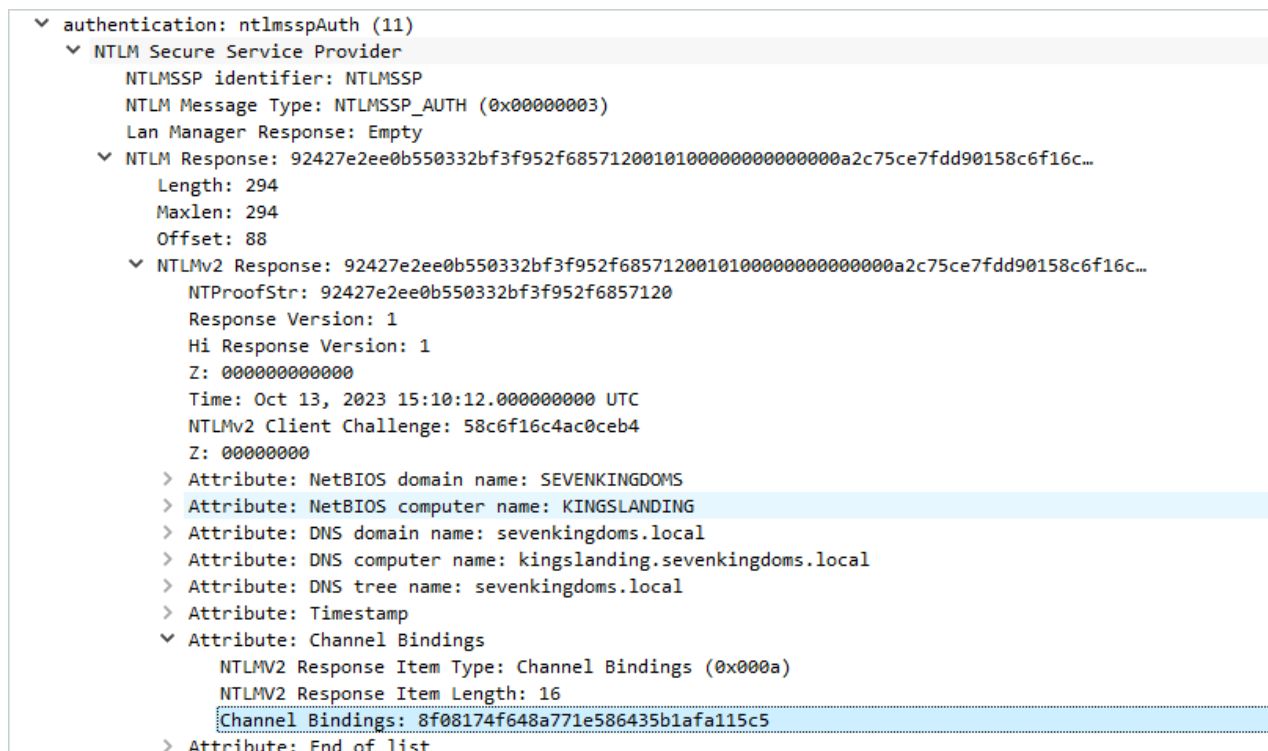 authentication: ntlmsspAuth (11)
NTLM Secure Service Provider
NTLMSSP identifier: NTLMSSP
NTLM Message Type: NTLMSSP_AUTH (0x00000003)
Lan Manager Response: Empty
NTLM Response: 92427e2ee0b550332bf3f952f68571200101000000000000000a2c75ce7fdd90158c6f16c…
Length: 294
Maxlen: 294
Offset: 88
NTLMv2 Response: 92427e2ee0b550332bf3f952f68571200101000000000000000a2c75ce7fdd90158c6f16c…
NTProofStr: 92427e2ee0b550332bf3f952f6857120
Response Version: 1
Hi Response Version: 1
Z: 000000000000
Time: Oct 13, 2023 15:10:12.000000000 UTC
NTLMv2 Client Challenge: 58c6f16c4ac0ceb4
Z: 00000000
Attribute: NetBIOS domain name: SEVENKINGDOMS
Attribute: NetBIOS computer name: KINGSLANDING
Attribute: DNS domain name: sevenkingdoms.local
Attribute: DNS computer name: kingslanding.sevenkingdoms.local
Attribute: DNS tree name: sevenkingdoms.local
Attribute: Timestamp
Attribute: Channel Bindings
NTLMV2 Response Item Type: Channel Bindings (0x000a)
NTLMV2 Response Item Length: 16
Channel Bindings: 8f08174f648a771e586435b1afa115c5
Attribute: End of list